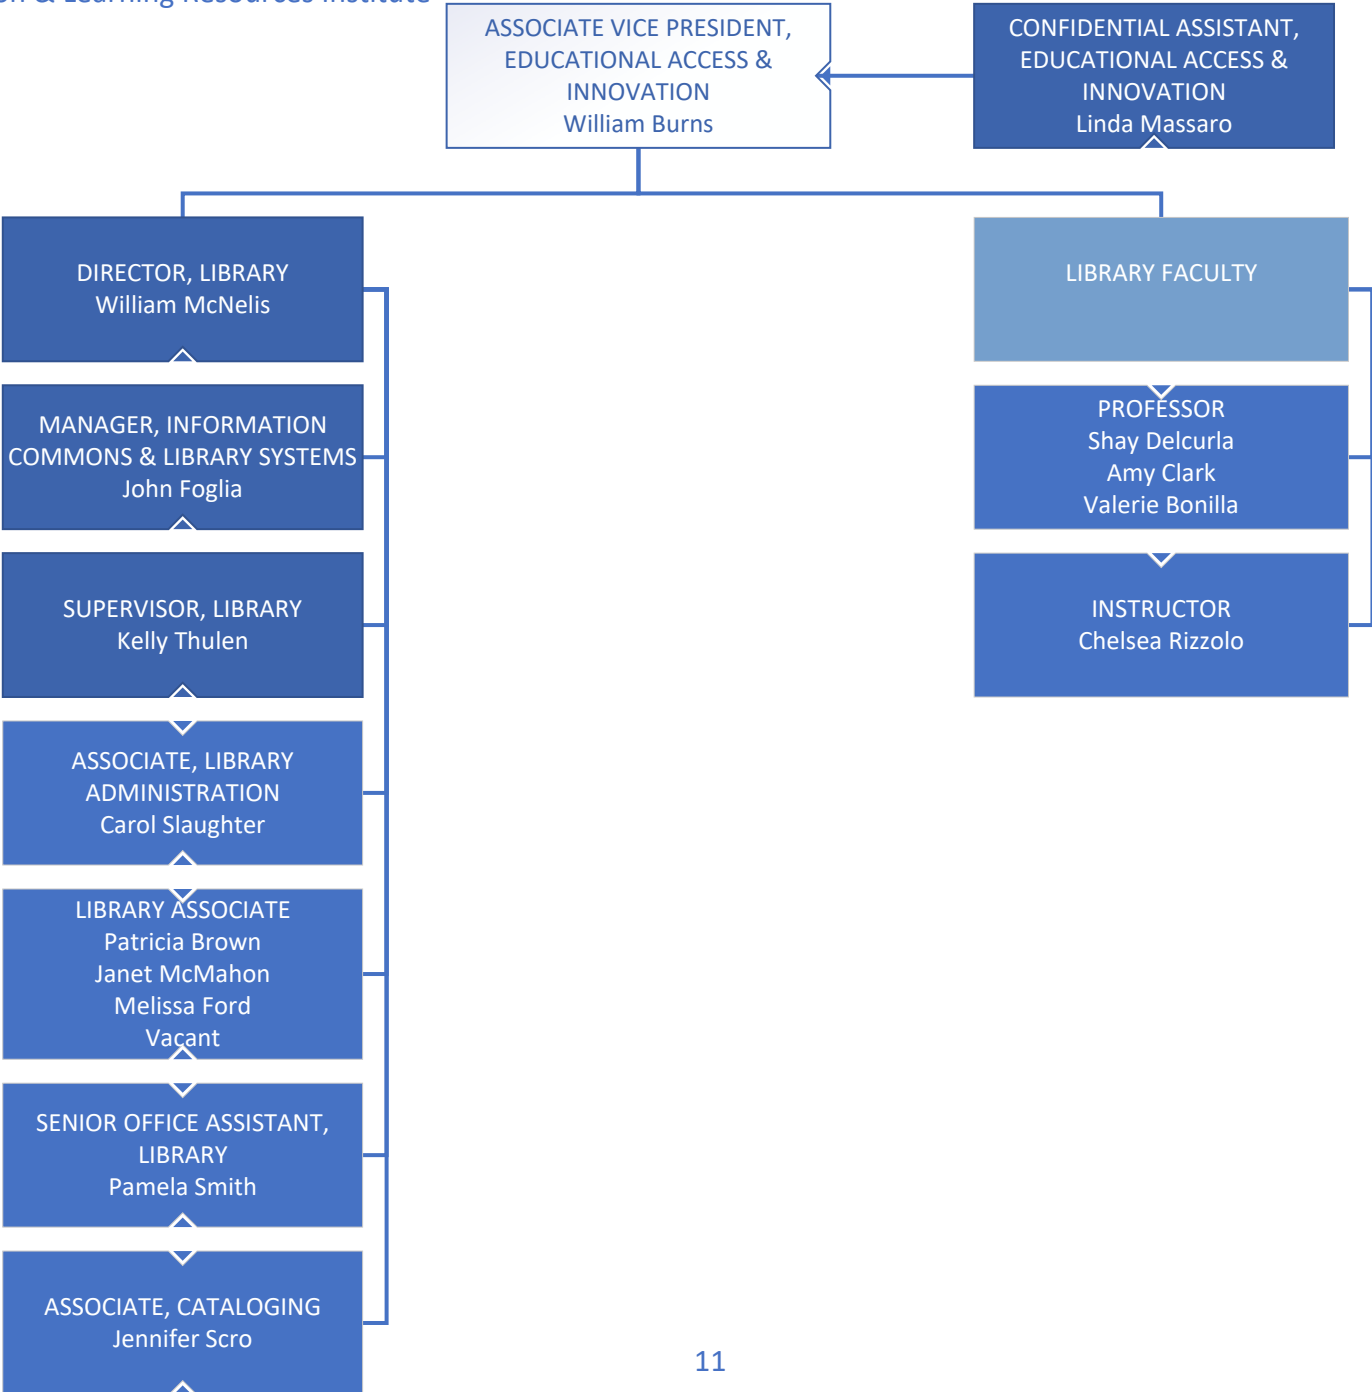 & Learning Resources Institute
ASSOCIATE VICE PRESIDENT,
EDUCATIONAL ACCESS &
INNOVATION
William Burns
CONFIDENTIAL ASSISTANT,
EDUCATIONAL ACCESS &
INNOVATION
Linda Massaro
DIRECTOR, LIBRARY
William McNelis
MANAGER, INFORMATION
COMMONS & LIBRARY SYSTEMS
John Foglia
SUPERVISOR, LIBRARY
Kelly Thulen
ASSOCIATE, LIBRARY
ADMINISTRATION
Carol Slaughter
LIBRARY ASSOCIATE
Patricia Brown
Janet McMahon
Melissa Ford
Vacant
SENIOR OFFICE ASSISTANT,
LIBRARY
Pamela Smith
ASSOCIATE, CATALOGING
Jennifer Scro
LIBRARY FACULTY
PROFESSOR
Shay Delcurla
Amy Clark
Valerie Bonilla
INSTRUCTOR
Chelsea Rizzolo
11